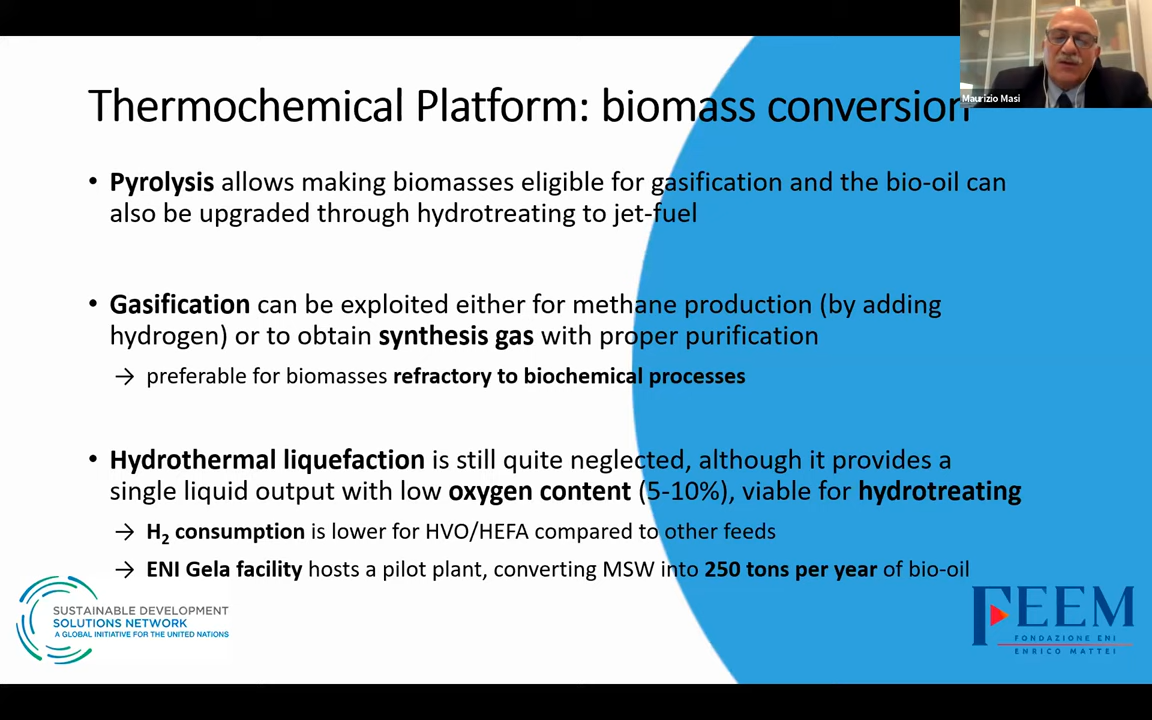 Maurizio Masi
Thermochemical Platform: biomass conversion
• Pyrolysis allows making biomasses eligible for gasification and the bio-oil can
also be upgraded through hydrotreating to jet-fuel
• Gasification can be exploited either for methane production (by adding
hydrogen) or to obtain synthesis gas with proper purification
→ preferable for biomasses refractory to biochemical processes
• Hydrothermal liquefaction is still quite neglected, although it provides a
single liquid output with low oxygen content (5-10%), viable for hydrotreating
→ H₂ consumption is lower for HVO/HEFA compared to other feeds
→ ENI Gela facility hosts a pilot plant, converting MSW into 250 tons per year of bio-oil
SUSTAINABLE DEVELOPMENT
SOLUTIONS NETWORK
A GLOBAL INITIATIVE FOR THE UNITED NATIONS
FEEM
FONDAZIONE ENI
ENRICO MATTEI